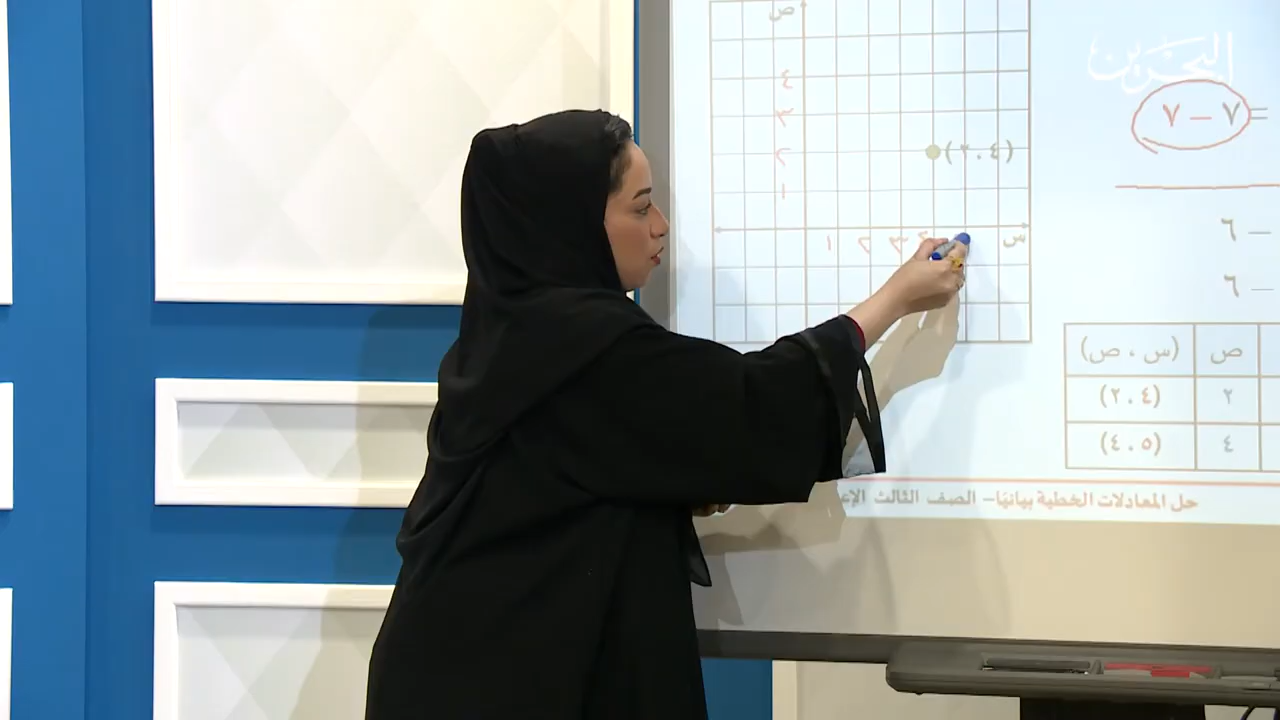 البحرين
ص
٤
٣
٢
١
(٢،٤)
١ ٢ ٣ ٤ س
= ٧ – ٧
٦ –
٦ –
ص (س ، ص)
٢ (٢،٤)
٤ (٤،٥)
حل المعادلات الخطية بيانيًا– الصف الثالث